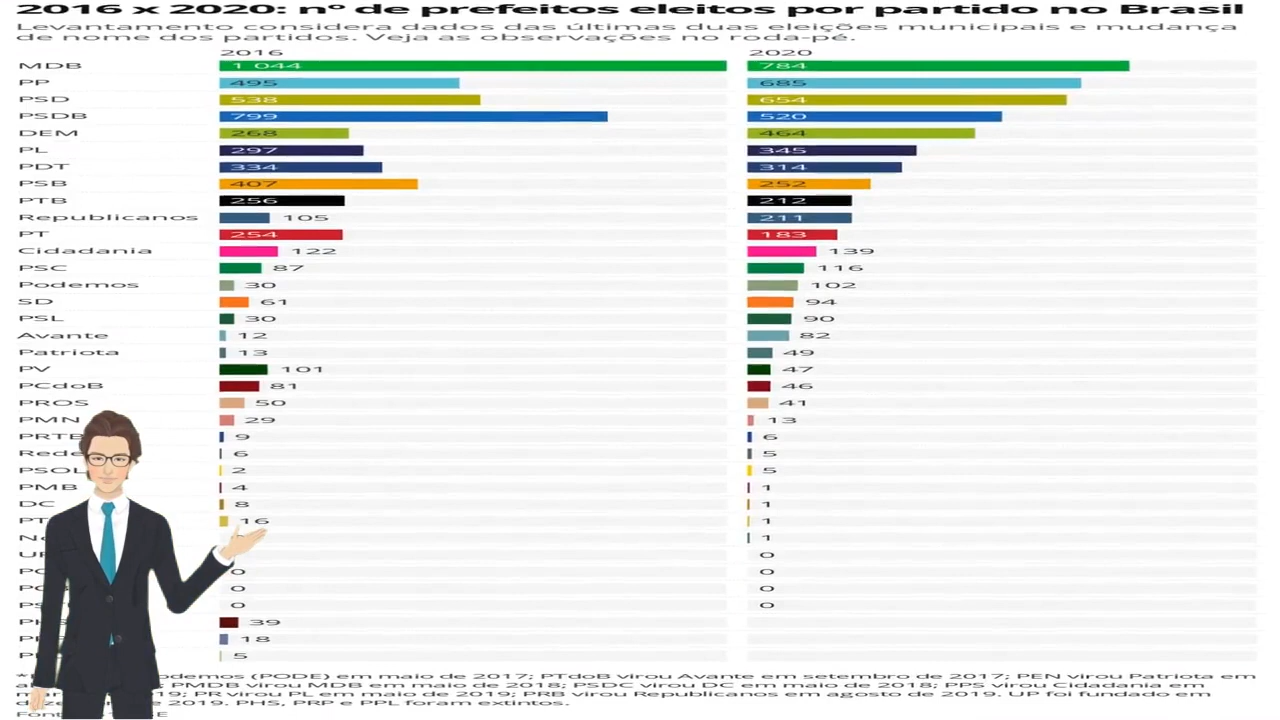 2016 x 2020: nº de prefeitos eleitos por partido no Brasil
Levantamento considera dados das últimas duas eleições municipais e mudança
de nome dos partidos. Veja as observações no roda-pé.
2016 2020
MDB 1 044 784
PP 495 685
PSD 538 654
PSDB 799 520
DEM 268 464
PL 297 345
PDT 334 314
PSB 407 252
PTB 256 212
Republicanos 105 211
PT 254 183
Cidadania 122 139
PSC 87 116
Podemos 30 102
SD 61 94
PSL 30 90
Avante 12 82
Patriota 13 49
PV 101 47
PCdoB 81 46
PROS 50 41
PMN 29 13
PRTB 9 6
Rede 6 5
PSOL 2 5
PMB 4 1
DC 8 1
16 1
1
0
0 0
0 0
0 0
39
18
5
(PODE) em maio de 2017; PTdoB virou Avante em setembro de 2017; PEN virou Patriota em
PMDB virou MDB em maio de 2018; PSDC virou DC em maio de 2018; PPS virou Cidadania em
PR virou PL em maio de 2019; PRB virou Republicanos em agosto de 2019. UP foi fundado em
2019. PHS, PRP e PPL foram extintos.